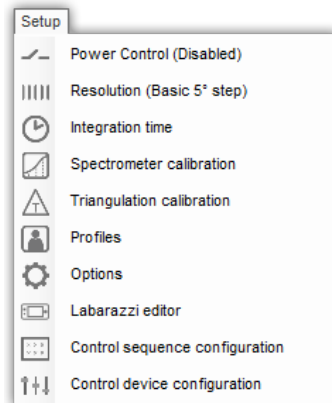 Setup
Power Control (Disabled)
Resolution (Basic 5° step)
Integration time
Spectrometer calibration
T
Triangulation calibration
Profiles
Options
Labarazzi editor
Control sequence configuration
Control device configuration